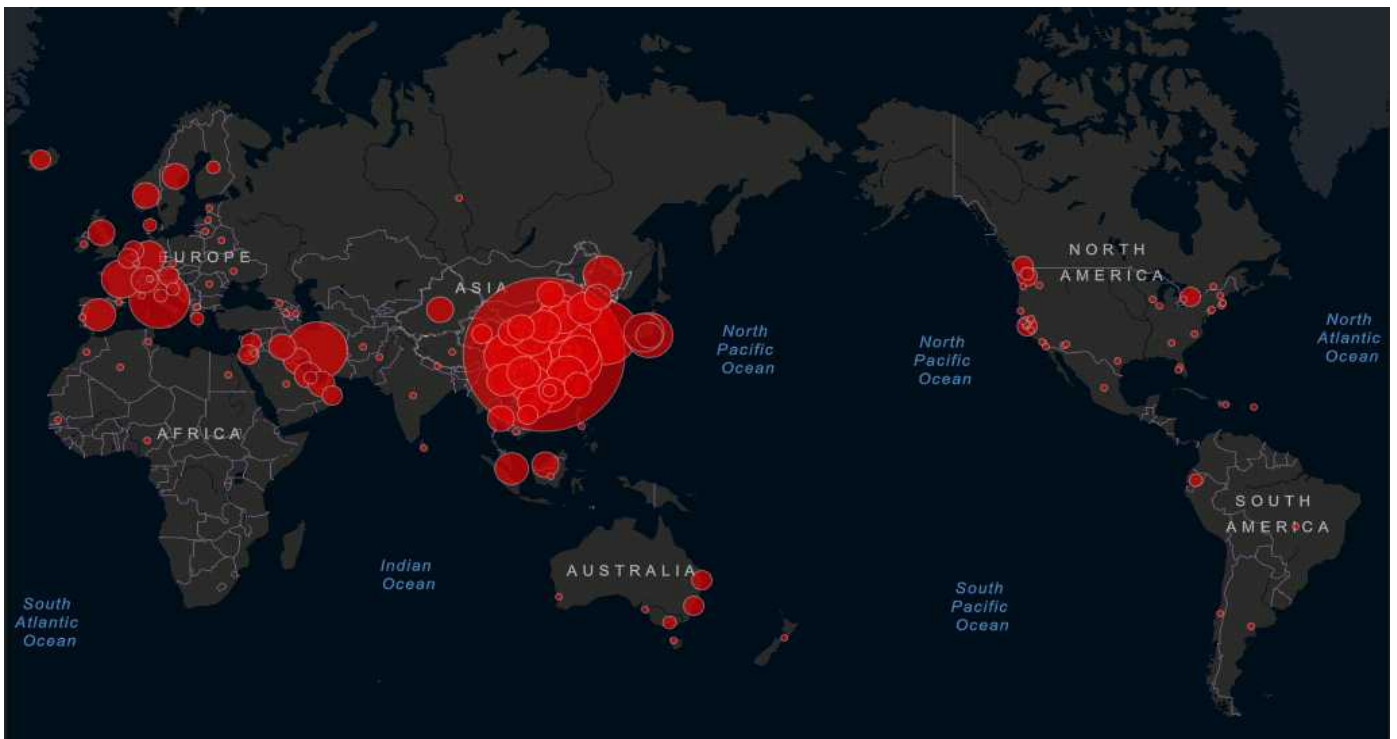 EUROPE
ASIA
NORTH
AMERICA
North
Pacific
Ocean
North
Pacific
Ocean
North
Atlantic
Ocean
AFRICA
SOUTH
AMERICA
AUSTRALIA
Indian
Ocean
South
Atlantic
Ocean
South
Pacific
Ocean